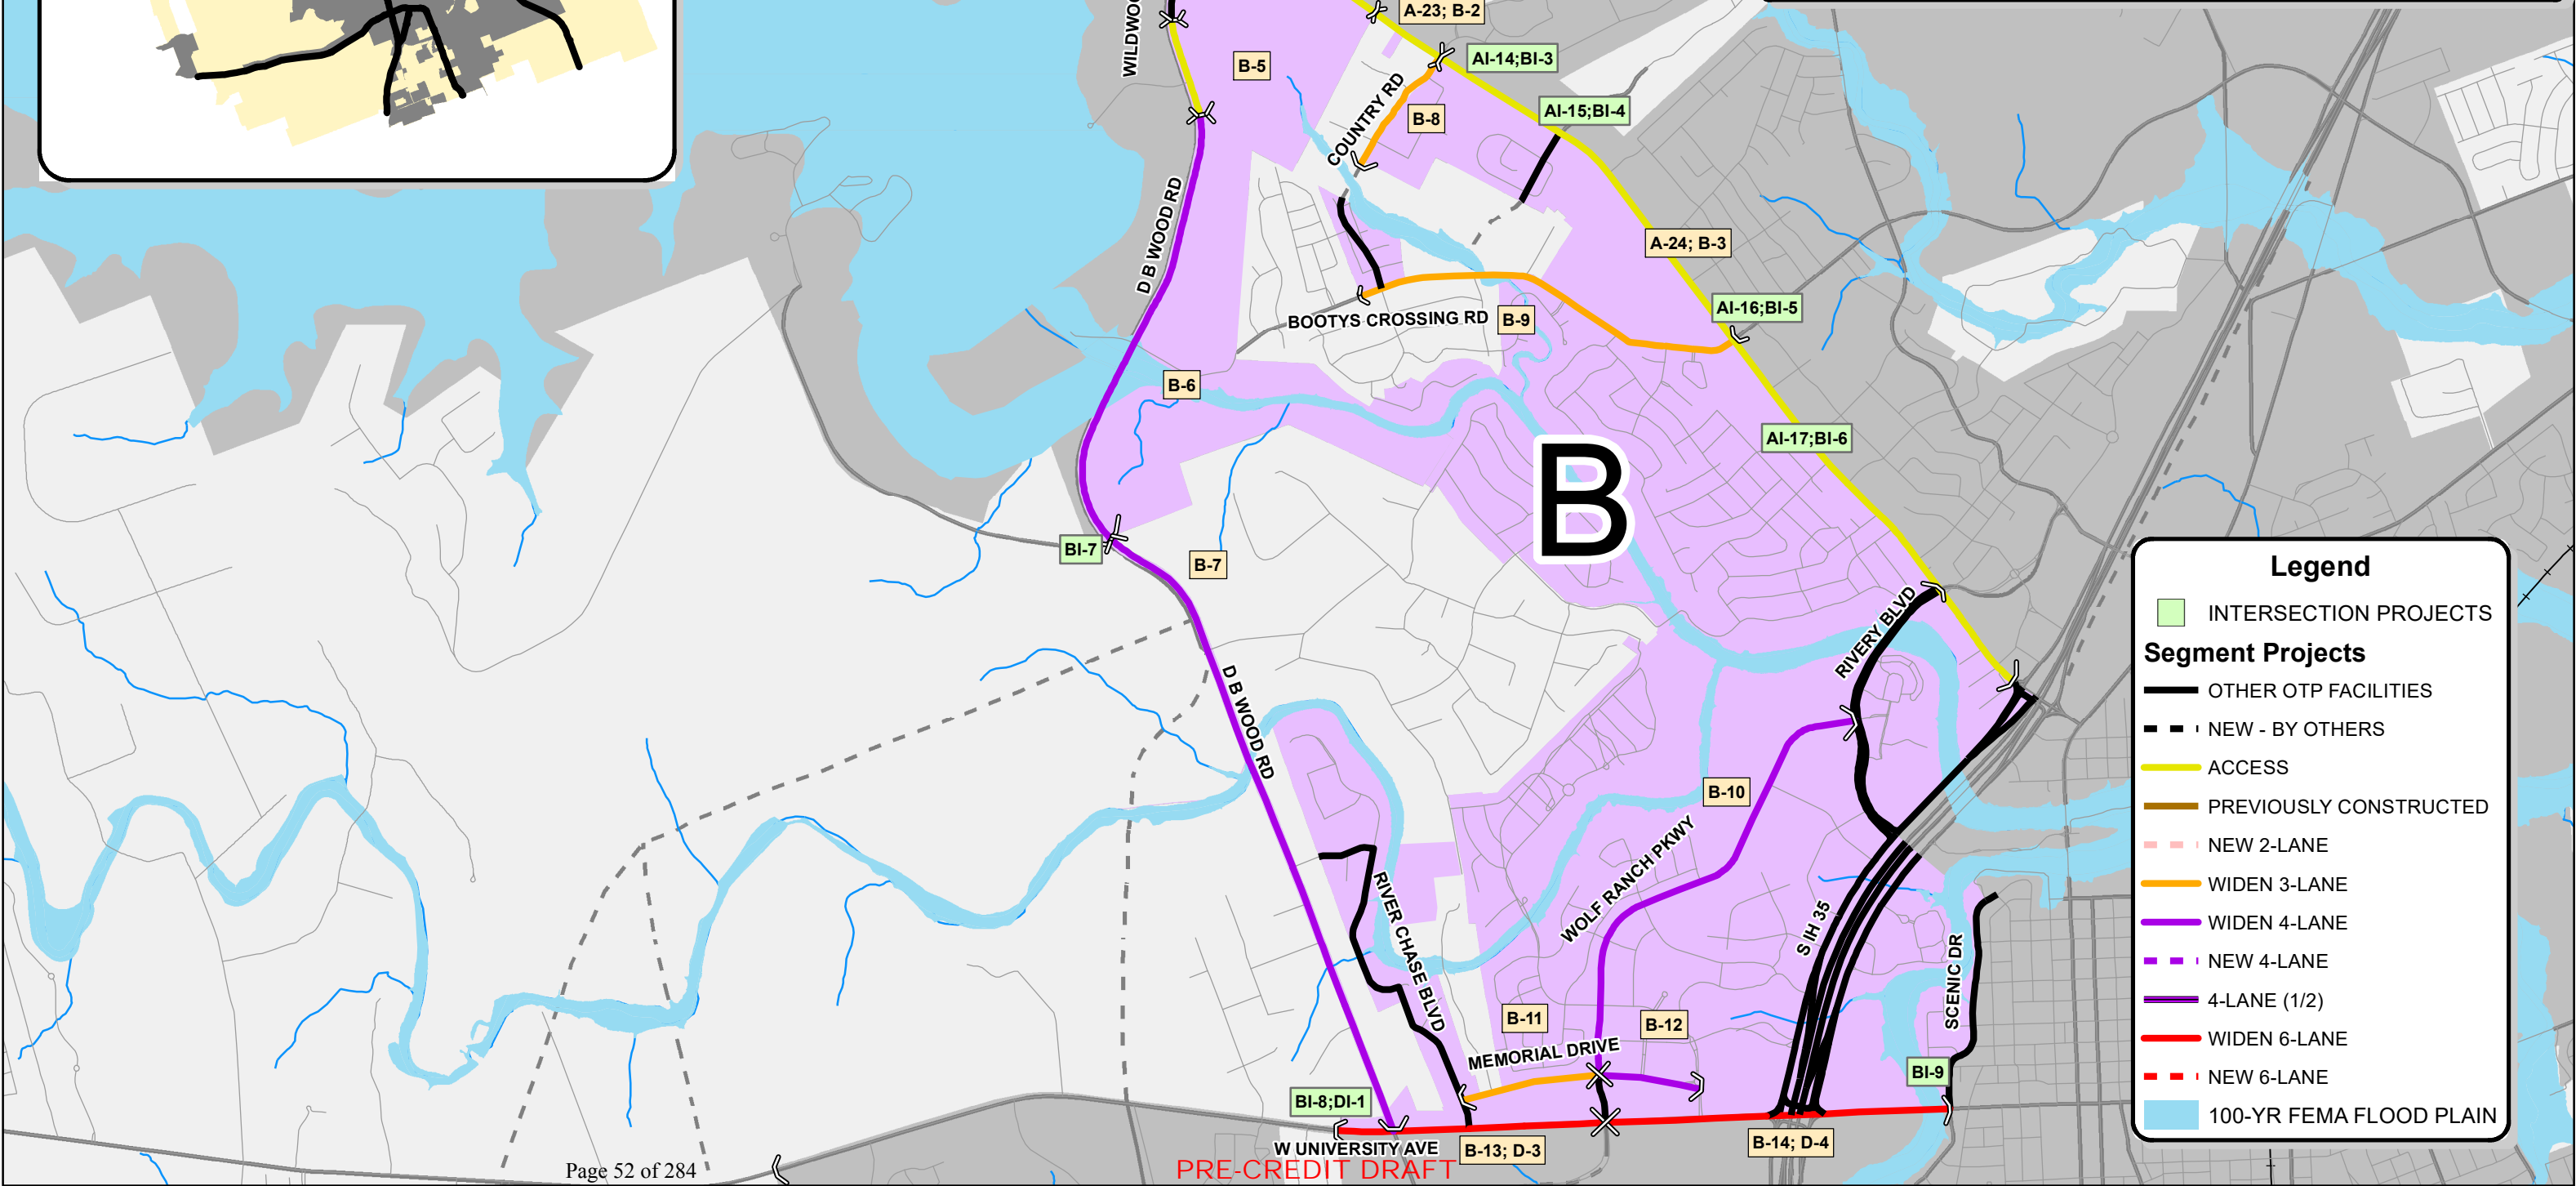 WILDWOO
A-23; B-2
B-5
AI-14;BI-3
COUNTRY RD
B-8
AI-15;BI-4
D B WOOD RD
A-24; B-3
AI-16;BI-5
BOOTYS CROSSING RD
B-9
B-6
AI-17;BI-6
B
BI-7
B-7
RIVERY BLVD
D B WOOD RD
B-10
WOLF RANCH PKWY
RIVER CHASE BLVD
S IH 35
SCENIC DR
B-11
B-12
MEMORIAL DRIVE
BI-9
BI-8;DI-1
W UNIVERSITY AVE
B-13; D-3
B-14; D-4
Legend
INTERSECTION PROJECTS
Segment Projects
OTHER OTP FACILITIES
NEW - BY OTHERS
ACCESS
PREVIOUSLY CONSTRUCTED
NEW 2-LANE
WIDEN 3-LANE
WIDEN 4-LANE
NEW 4-LANE
4-LANE (1/2)
WIDEN 6-LANE
NEW 6-LANE
100-YR FEMA FLOOD PLAIN
Page 52 of 284
PRE-CREDIT DRAFT